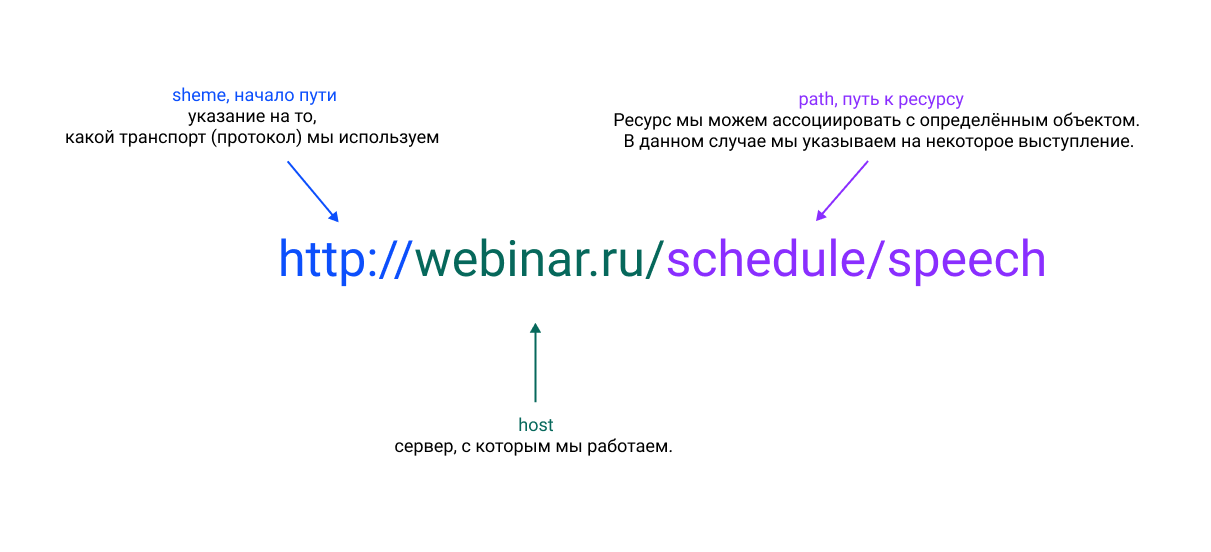 sheme, начало пути
указание на то,
какой транспорт (протокол) мы используем
path, путь к ресурсу
Ресурс мы можем ассоциировать с определённым объектом.
В данном случае мы указываем на некоторое выступление.
http://webinar.ru/schedule/speech
host
сервер, с которым мы работаем.